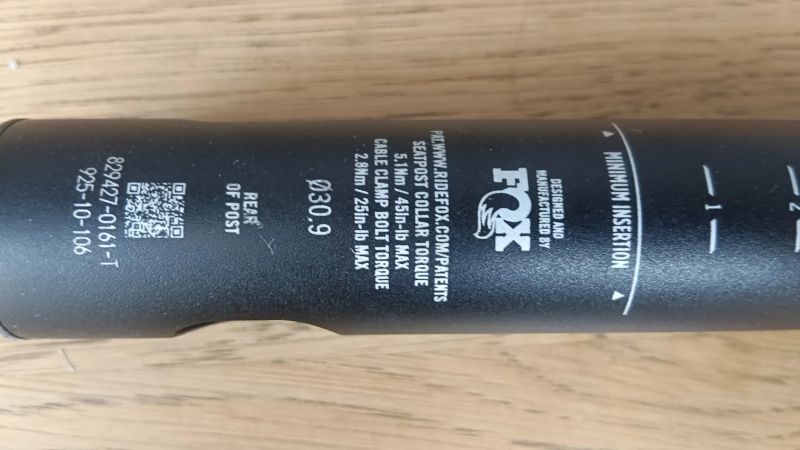 2
1
MINIMUM INSERTION
DESIGNED AND
MANUFACTURED BY
FOX
PAT.WWW.RIDEFOX.COM/PATENTS
SEATPOST COLLAR TORQUE
5.1Nm / 45in-lb MAX
CABLE CLAMP BOLT TORQUE
2.8Nm / 25in-lb MAX
Ø30.9
REAR
OF POST
829427-0161-T
925-10-106